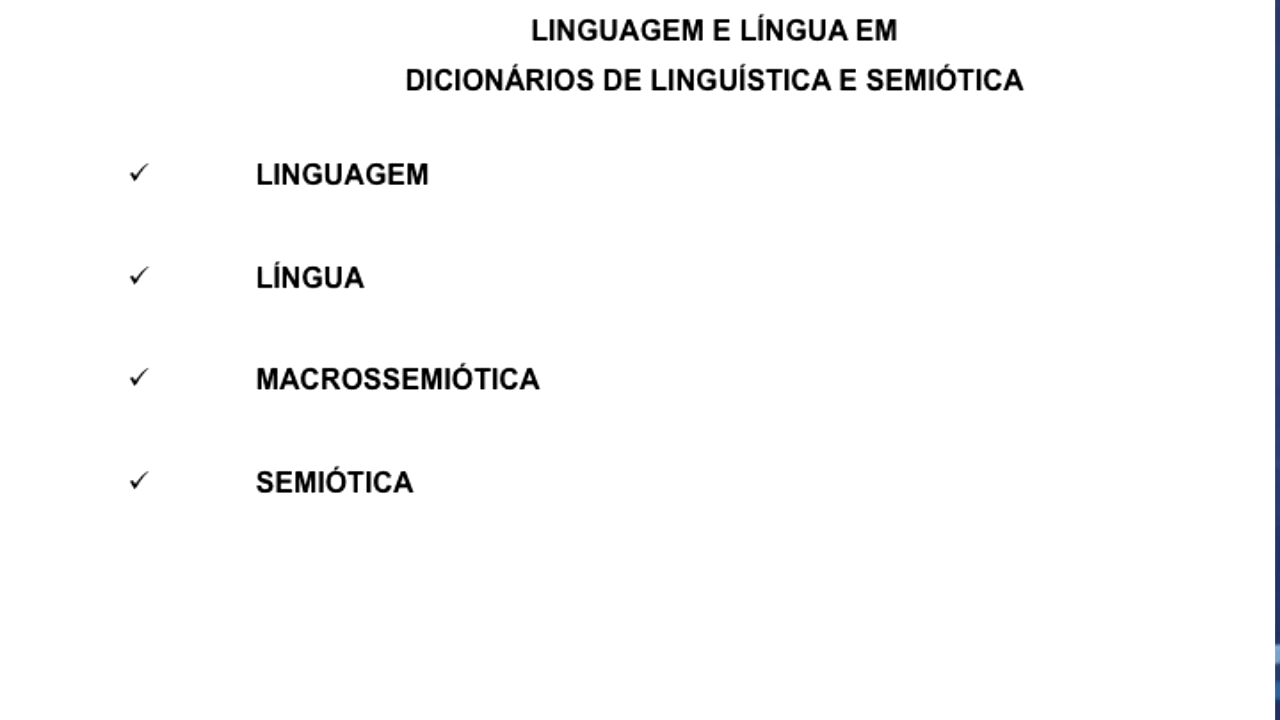 LINGUAGEM E LÍNGUA EM
DICIONÁRIOS DE LINGUÍSTICA E SEMIÓTICA
✓ LINGUAGEM
✓ LÍNGUA
✓ MACROSSEMIÓTICA
✓ SEMIÓTICA